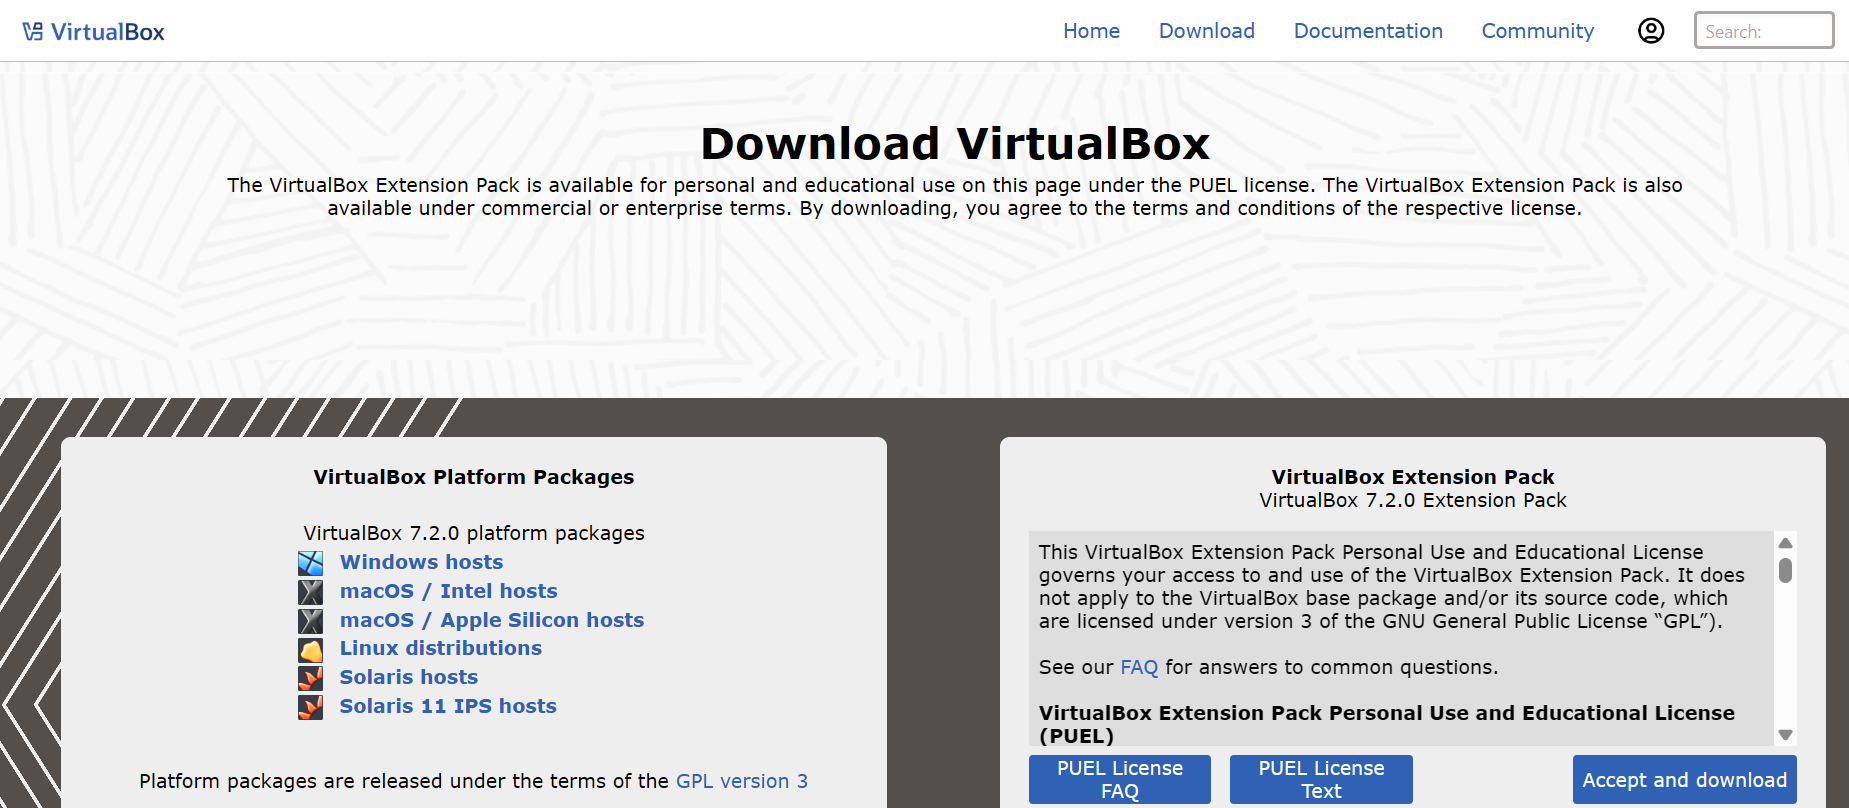 VirtualBox
Home
Download
Documentation
Community
Search:
Download VirtualBox
The VirtualBox Extension Pack is available for personal and educational use on this page under the PUEL license. The VirtualBox Extension Pack is also
available under commercial or enterprise terms. By downloading, you agree to the terms and conditions of the respective license.
VirtualBox Platform Packages
VirtualBox 7.2.0 platform packages
Windows hosts
macOS / Intel hosts
macOS / Apple Silicon hosts
Linux distributions
Solaris hosts
Solaris 11 IPS hosts
Platform packages are released under the terms of the GPL version 3
VirtualBox Extension Pack
VirtualBox 7.2.0 Extension Pack
This VirtualBox Extension Pack Personal Use and Educational License
governs your access to and use of the VirtualBox Extension Pack. It does
not apply to the VirtualBox base package and/or its source code, which
are licensed under version 3 of the GNU General Public License “GPL”).
See our FAQ for answers to common questions.
VirtualBox Extension Pack Personal Use and Educational License
(PUEL)
PUEL License
FAQ
PUEL License
Text
Accept and download